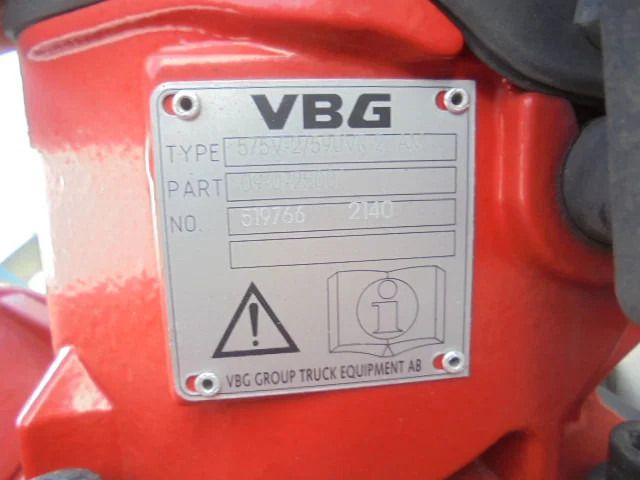 VBG
TYPE
PART
NO. 519766 2140
VBG GROUP TRUCK EQUIPMENT AB